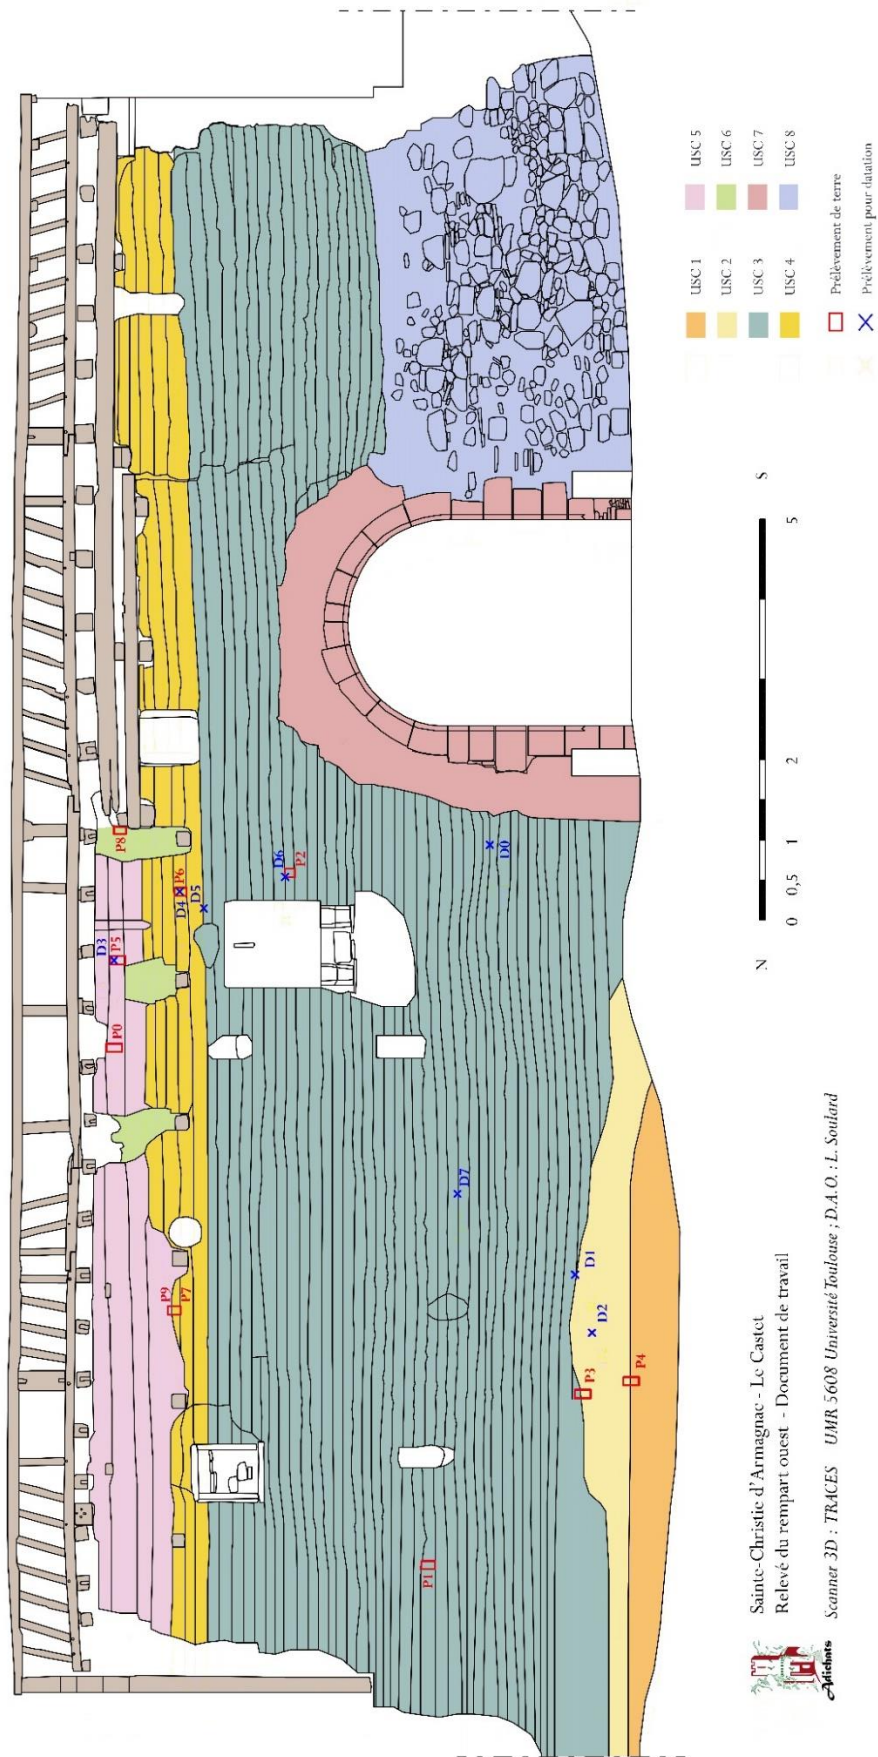 P8
D3
P5
P0
D4
P6
D5
D6
P2
D0
P9
P7
D7
D1
D2
P3
P4
P1
N
S
0
0,5
1
2
5
USC 1
USC 2
USC 3
USC 4
USC 5
USC 6
USC 7
USC 8
Prélèvement de terre
Prélèvement pour datation
Adichats
Sainte-Christie d'Armagnac - Le Castet
Relevé du rempart ouest - Document de travail
Scanner 3D : TRACES UMR 5608 Université Toulouse ; D.A.O. : L. Soulard